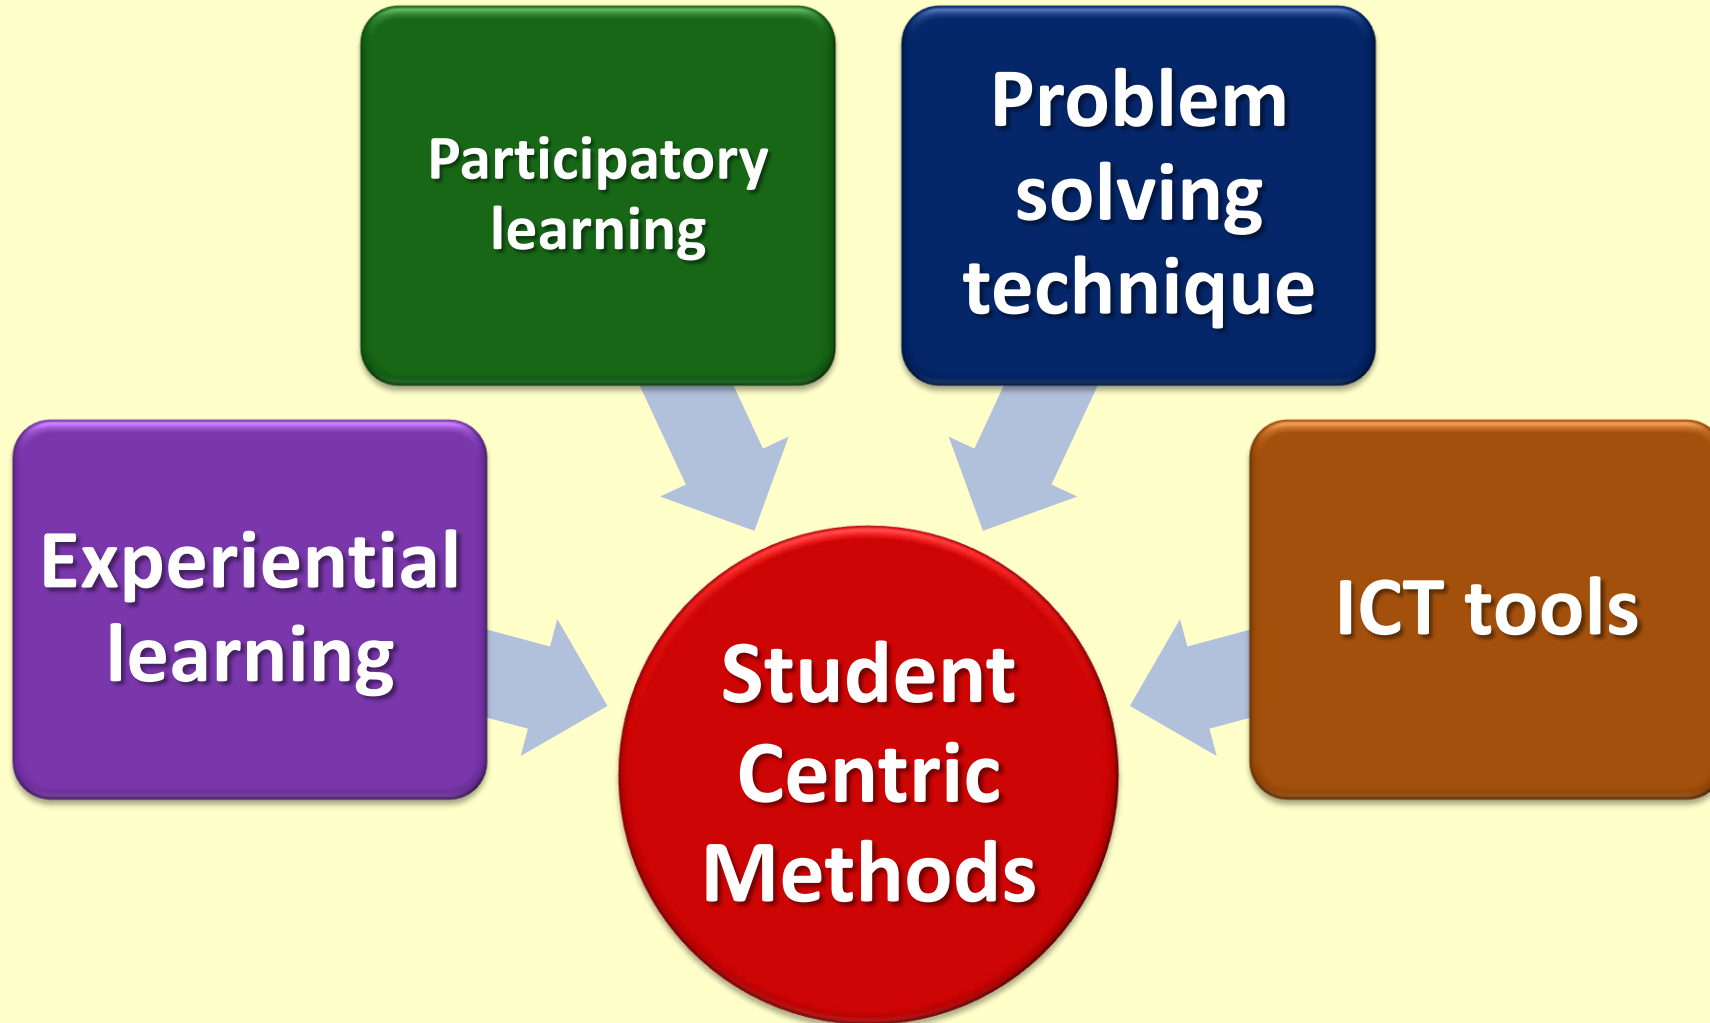 Participatory
learning
Problem
solving
technique
Experiential
learning
ICT tools
Student
Centric
Methods